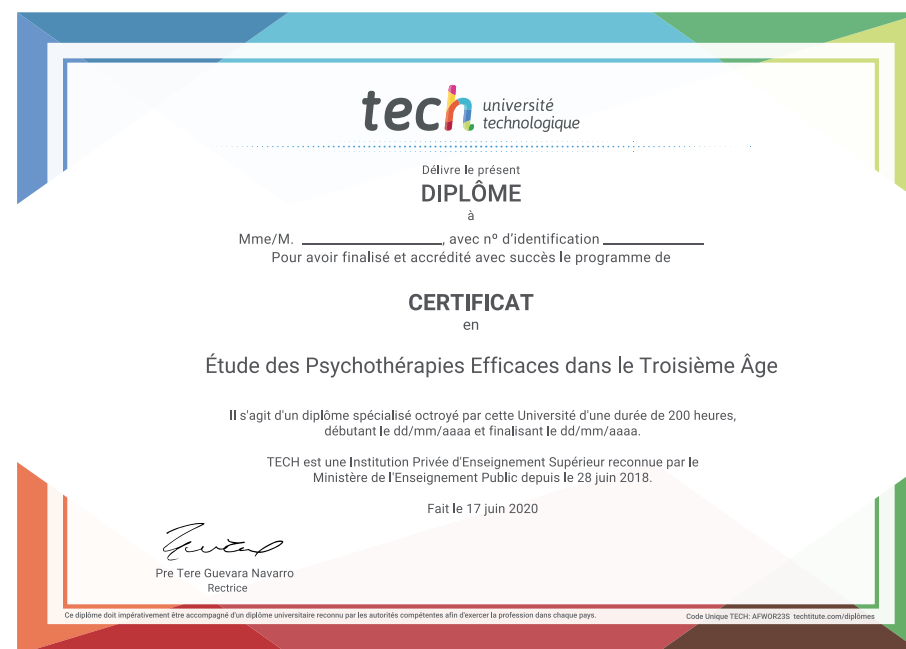 tech université
technologique
Délivre le présent
DIPLÔME
à
Mme/M. ____________________, avec nº d'identification ______________
Pour avoir finalisé et accrédité avec succès le programme de
CERTIFICAT
en
Étude des Psychothérapies Efficaces dans le Troisième Âge
Il s'agit d'un diplôme spécialisé octroyé par cette Université d'une durée de 200 heures,
débutant le dd/mm/aaaa et finalisant le dd/mm/aaaa.
TECH est une Institution Privée d'Enseignement Supérieur reconnue par le
Ministère de l'Enseignement Public depuis le 28 juin 2018.
Fait le 17 juin 2020
Pre Tere Guevara Navarro
Rectrice
Ce diplôme doit impérativement être accompagné d'un diplôme universitaire reconnu par les autorités compétentes afin d'exercer la profession dans chaque pays.
Code Unique TECH: AFWOR23S techtitute.com/diplômes